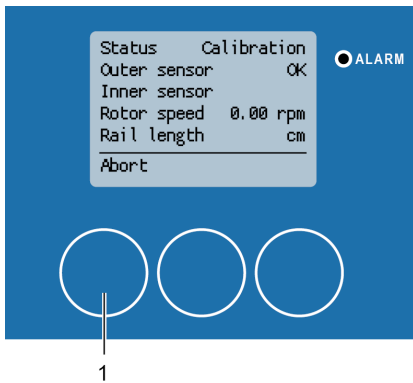 Status Calibration
Outer sensor OK
Inner sensor
Rotor speed 0.00 rpm
Rail length cm
Abort
ALARM
1